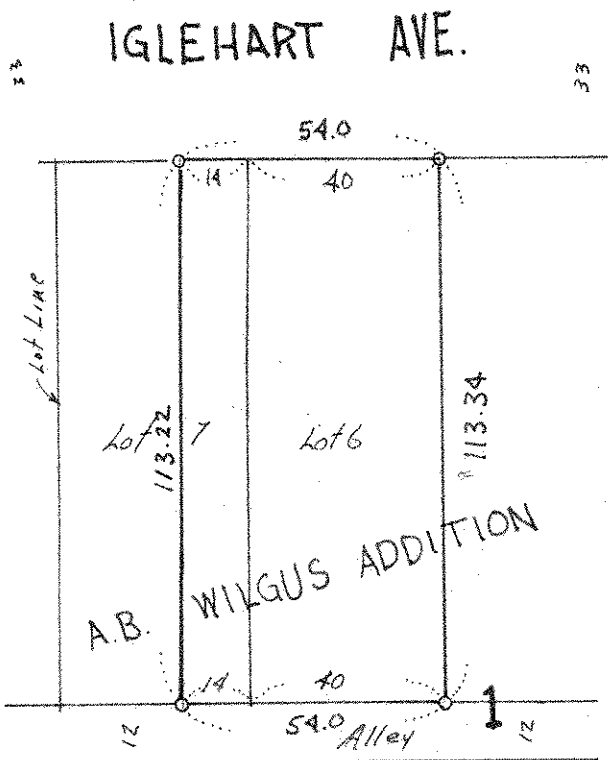 IGLEHART AVE.
33
33
54.0
14
40
Lot Line
Lot 7
113.22
Lot 6
113.34
A.B. WILGUS ADDITION
14
40
12
54.0
Alley
1
12